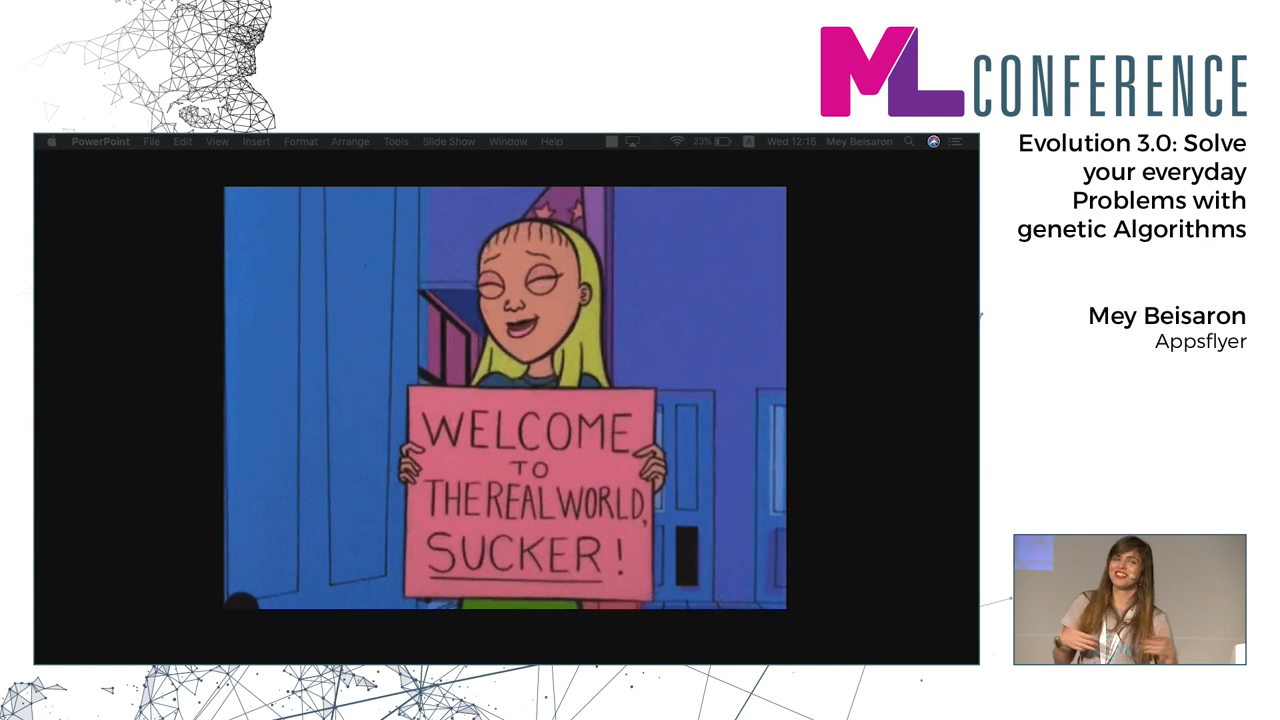 ML CONFERENCE
Evolution 3.0: Solve
your everyday
Problems with
genetic Algorithms
Mey Beisaron
Appsflyer
PowerPoint File Edit View Insert Format Arrange Tools Slide Show Window Help 23% A Wed 12:15 Mey Beisaron
WELCOME
TO
THE REAL WORLD,
SUCKER!